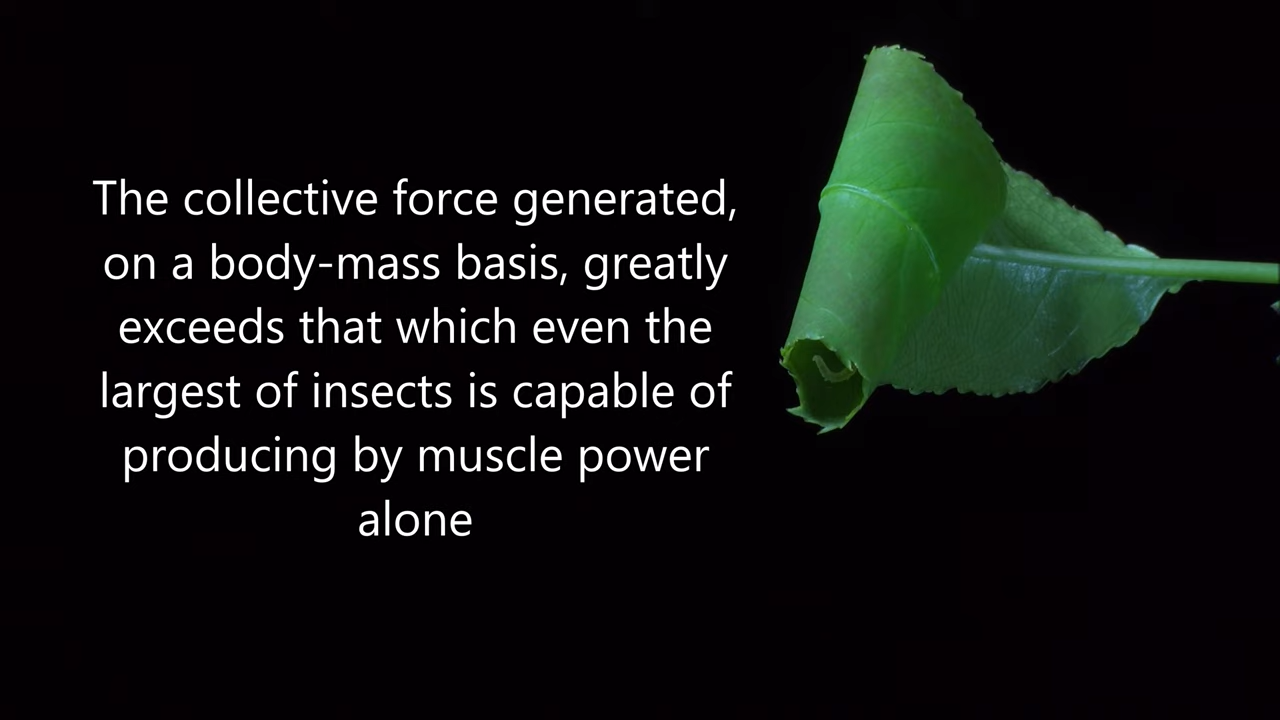 The collective force generated,
on a body-mass basis, greatly
exceeds that which even the
largest of insects is capable of
producing by muscle power
alone